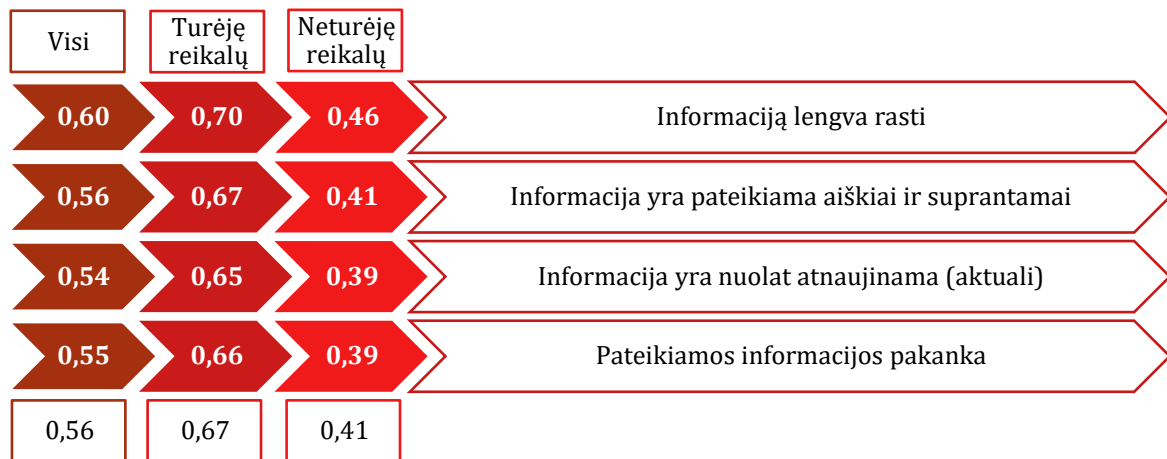 Visi
Turėję
reikalų
Neturėję
reikalų
0,60 0,70 0,46 Informaciją lengva rasti
0,56 0,67 0,41 Informacija yra pateikiama aiškiai ir suprantamai
0,54 0,65 0,39 Informacija yra nuolat atnaujinama (aktuali)
0,55 0,66 0,39 Pateikiamos informacijos pakanka
0,56 0,67 0,41